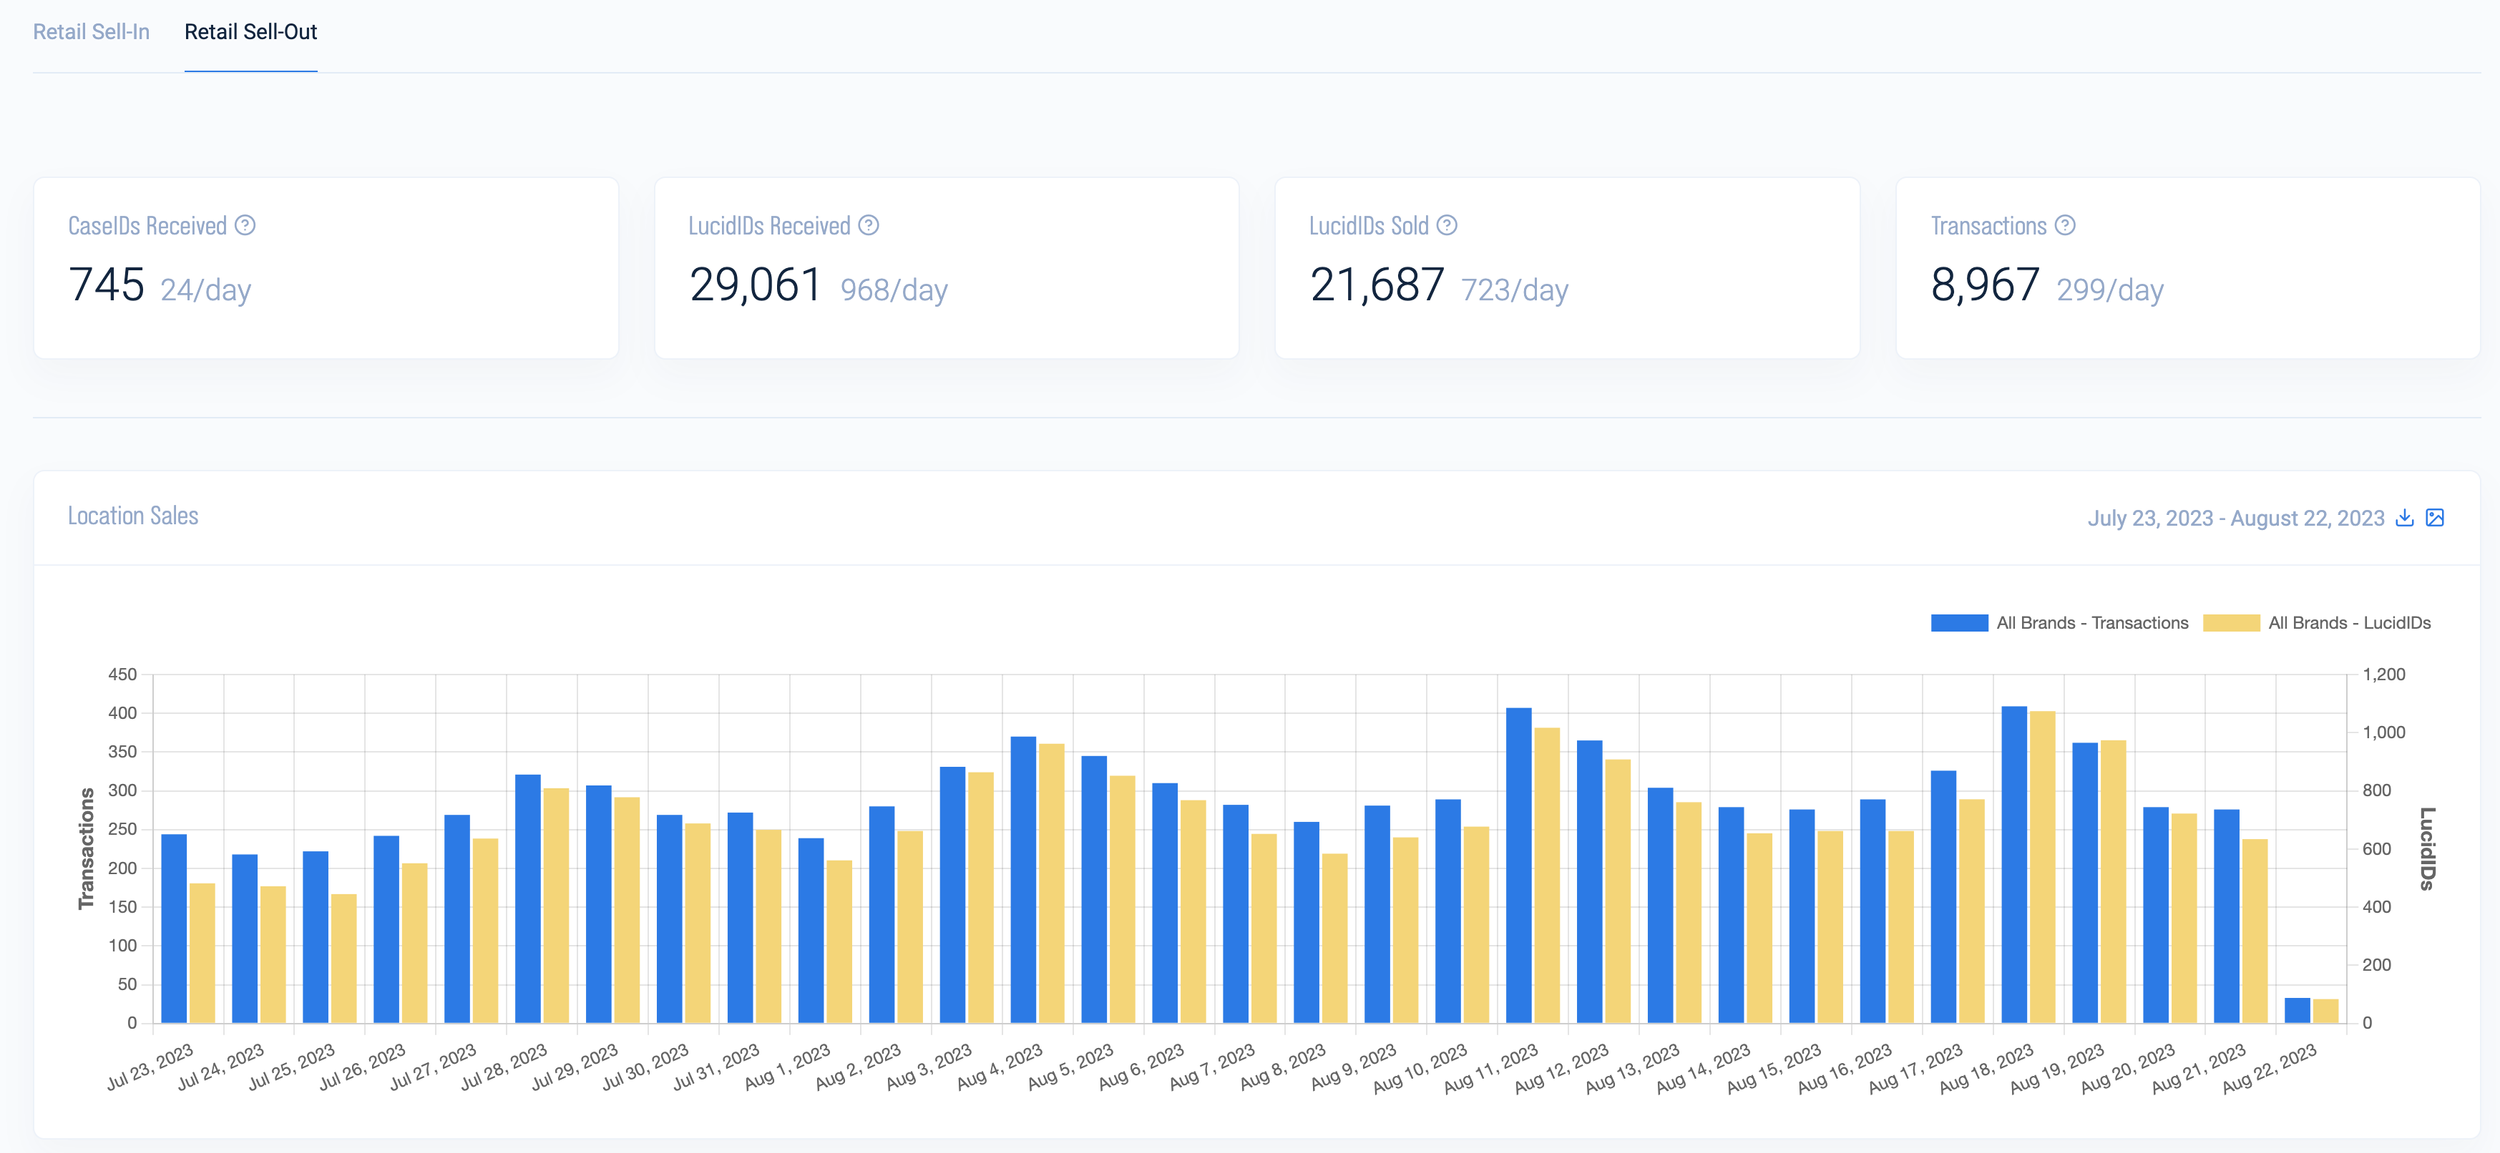 Retail Sell-In Retail Sell-Out
CaseIDs Received
745 24/day
LucidIDs Received
29,061 968/day
LucidIDs Sold
21,687 723/day
Transactions
8,967 299/day
Location Sales
July 23, 2023 - August 22, 2023
All Brands - Transactions All Brands - LucidIDs
Transactions
450
400
350
300
250
200
150
100
50
0
1,200
1,000
800
600
400
200
0
LucidIDs
Jul 23, 2023
Jul 24, 2023
Jul 25, 2023
Jul 26, 2023
Jul 27, 2023
Jul 28, 2023
Jul 29, 2023
Jul 30, 2023
Jul 31, 2023
Aug 1, 2023
Aug 2, 2023
Aug 3, 2023
Aug 4, 2023
Aug 5, 2023
Aug 6, 2023
Aug 7, 2023
Aug 8, 2023
Aug 9, 2023
Aug 10, 2023
Aug 11, 2023
Aug 12, 2023
Aug 13, 2023
Aug 14, 2023
Aug 15, 2023
Aug 16, 2023
Aug 17, 2023
Aug 18, 2023
Aug 19, 2023
Aug 20, 2023
Aug 21, 2023
Aug 22, 2023